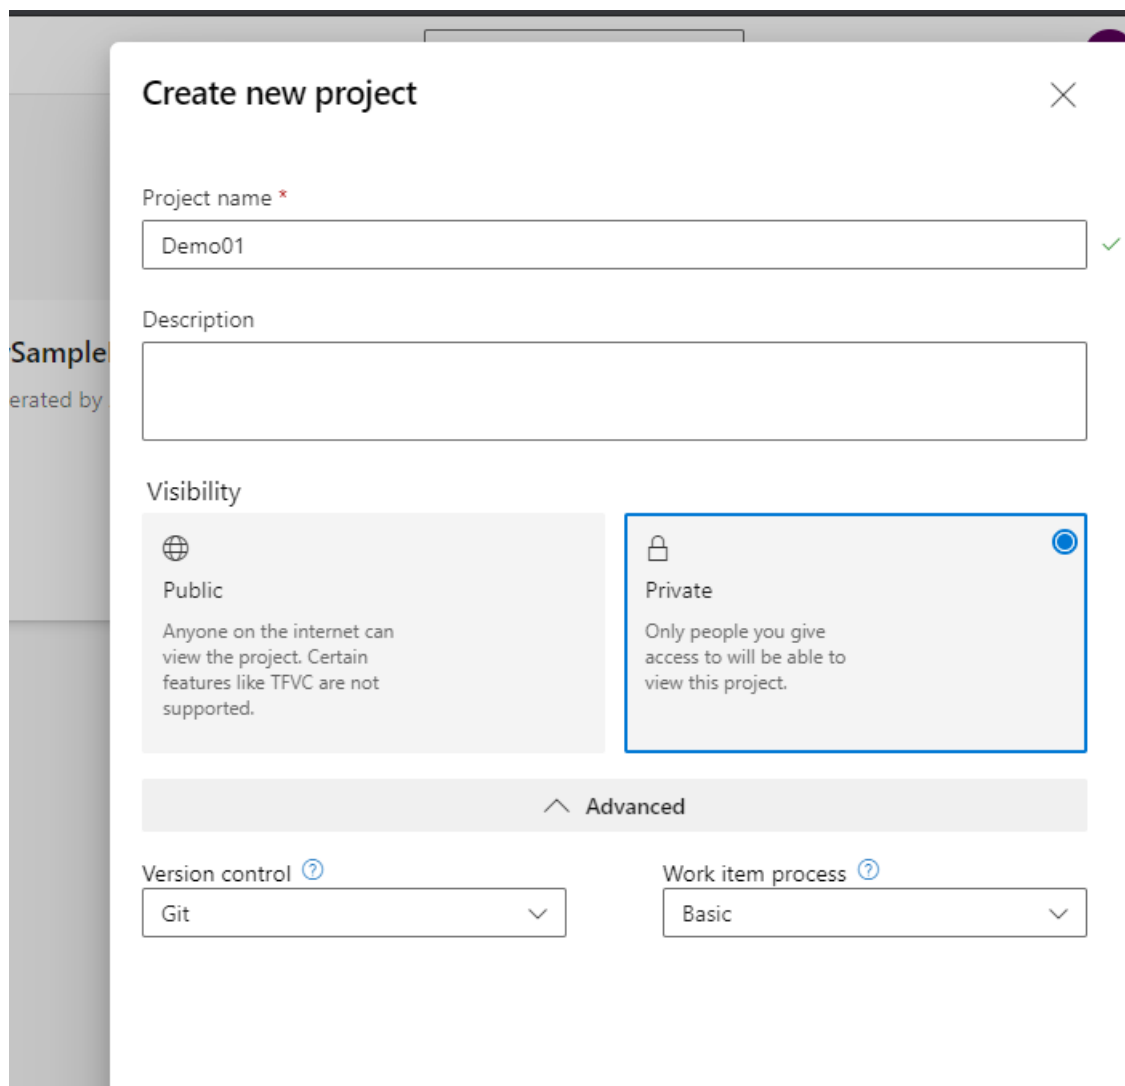 Create new project
Project name *
Demo01
Description
Sample
erated by
Visibility
Public
Anyone on the internet can
view the project. Certain
features like TFVC are not
supported.
Private
Only people you give
access to will be able to
view this project.
Advanced
Version control
Git
Work item process
Basic